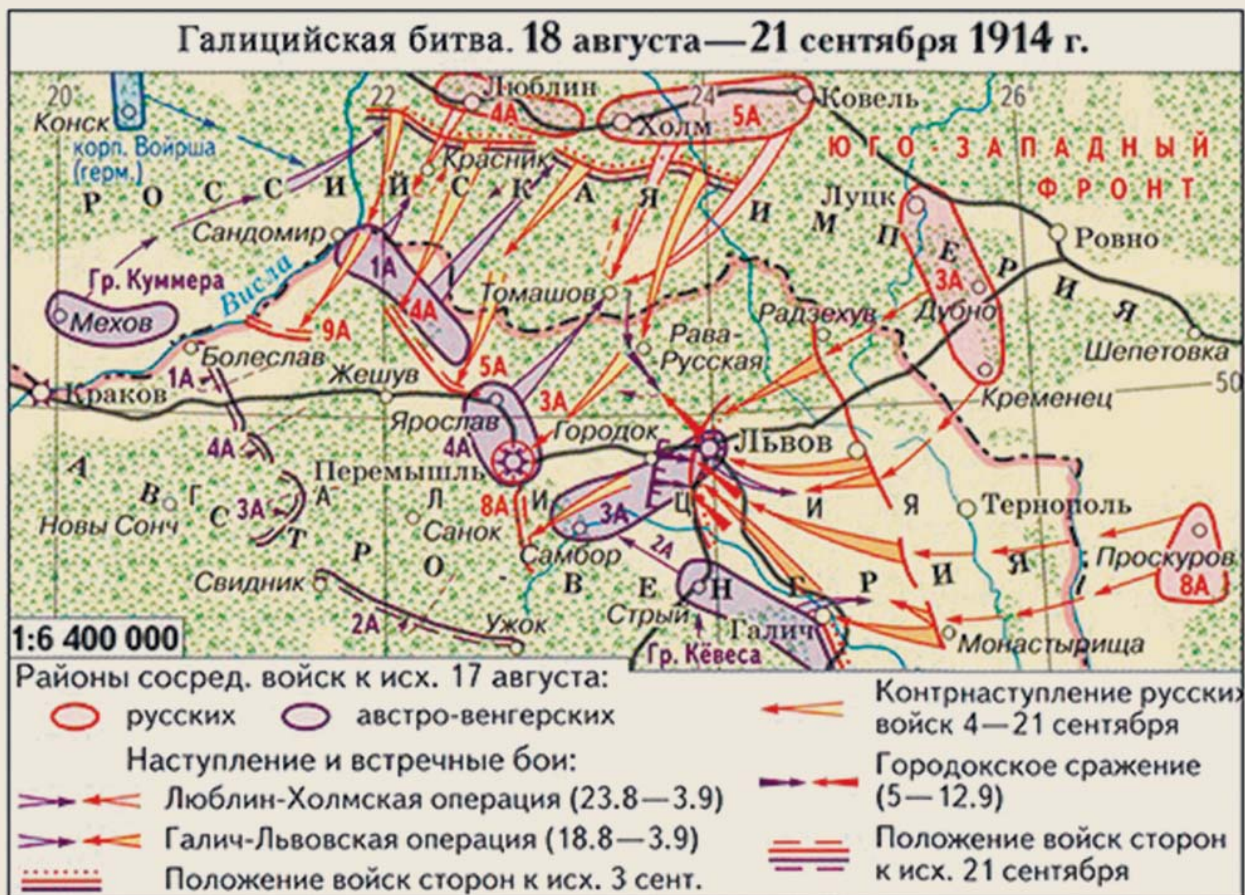 Галицийская битва. 18 августа—21 сентября 1914 г.
20
22
24
26
Люблин
4А
Холм
5А
Ковель
Конск
корп. Войрша
(герм.)
Красник
ЮГО-ЗАПАДНЫЙ
ФРОНТ
РОССИЙСКАЯ ИМПЕРИЯ
Луцк
Ровно
Сандомир
Висла
Гр. Куммера
1А
4А
3А
Мехов
Томашов
Радзехув
Дубно
9А
Рава-
Русская
Шепетовка
Болеслав
1А
Жешув
5А
50
Краков
3А
Кременец
Ярослав
4А
Городок
Львов
4А
Перемышль
АВСТРО-ВЕНГРИЯ
ГАЛИЦИЯ
Новы Сонч
3А
8А
3А
Тернополь
Санок
Самбор
2А
Проскуров
8А
Свидник
Стрый
Галич
2А
Ужок
Гр. Кёвеса
Монастырища
1:6 400 000
Районы сосред. войск к исх. 17 августа:
русских
австро-венгерских
Наступление и встречные бои:
Люблин-Холмская операция (23.8—3.9)
Галич-Львовская операция (18.8—3.9)
Положение войск сторон к исх. 3 сент.
Контрнаступление русских
войск 4—21 сентября
Городокское сражение
(5—12.9)
Положение войск сторон
к исх. 21 сентября